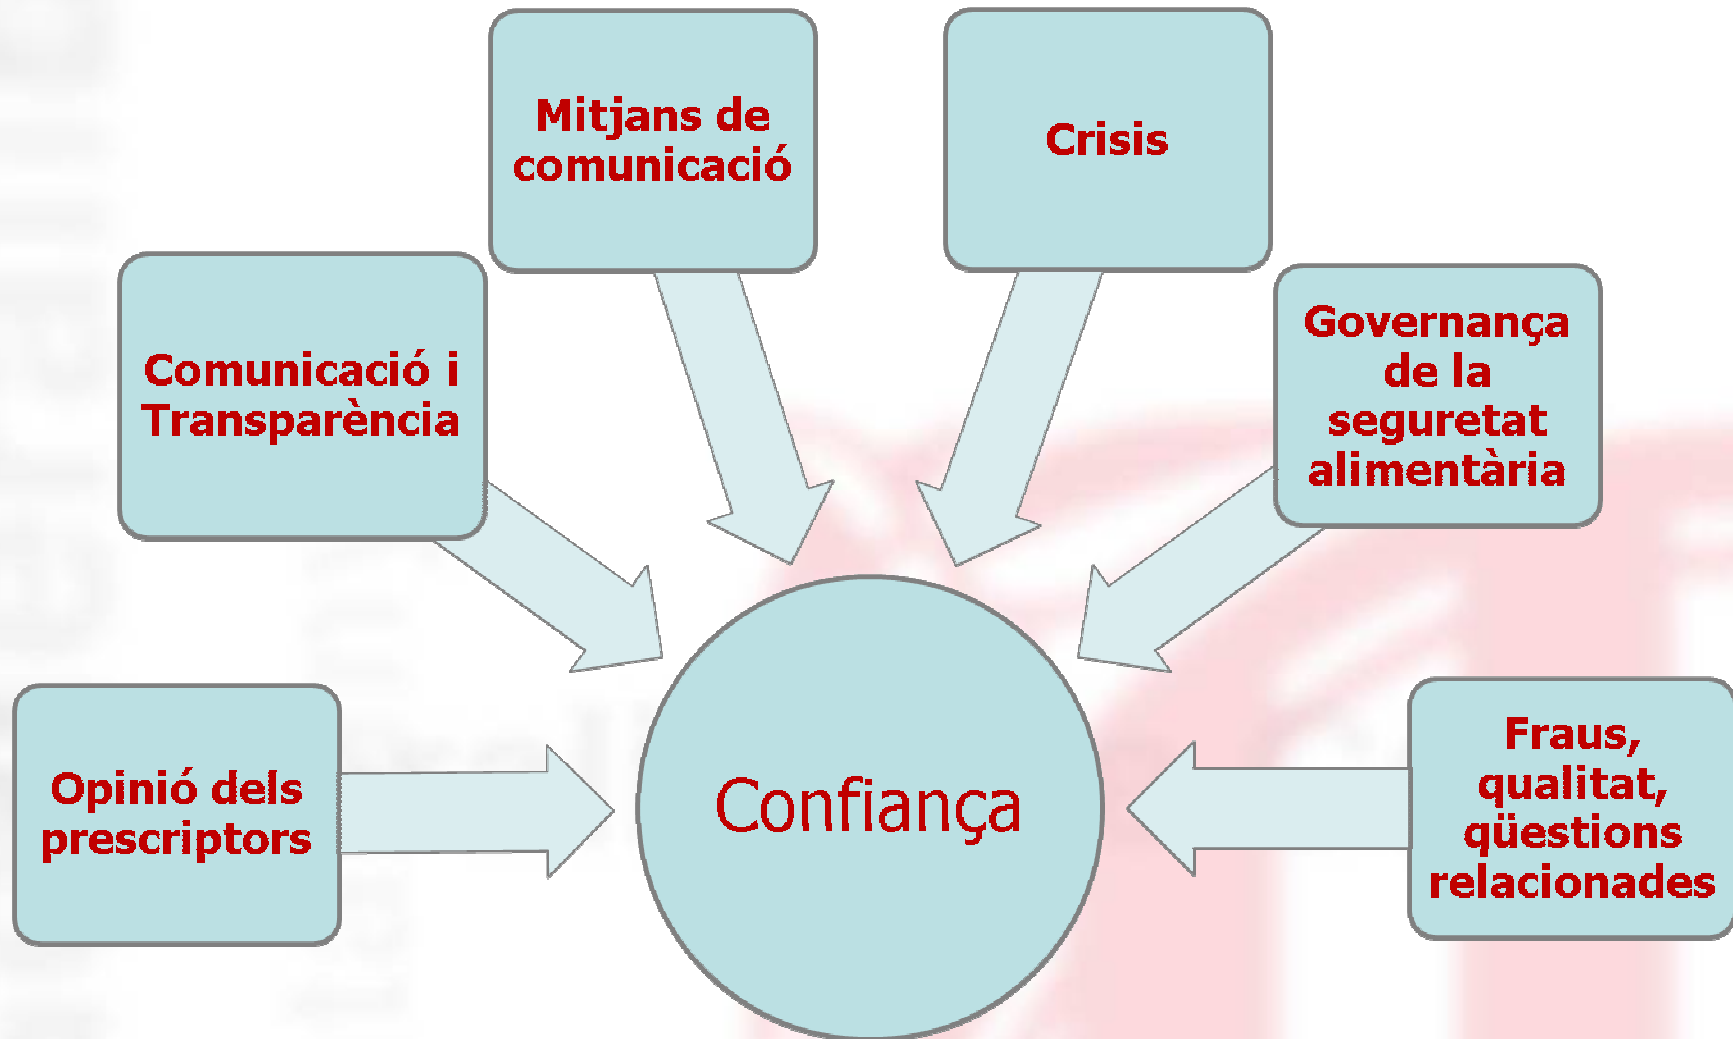 Mitjans de
comunicació
Crisis
Comunicació i
Transparència
Governança
de la
seguretat
alimentària
Opinió dels
prescriptors
Confiança
Fraus,
qualitat,
qüestions
relacionades